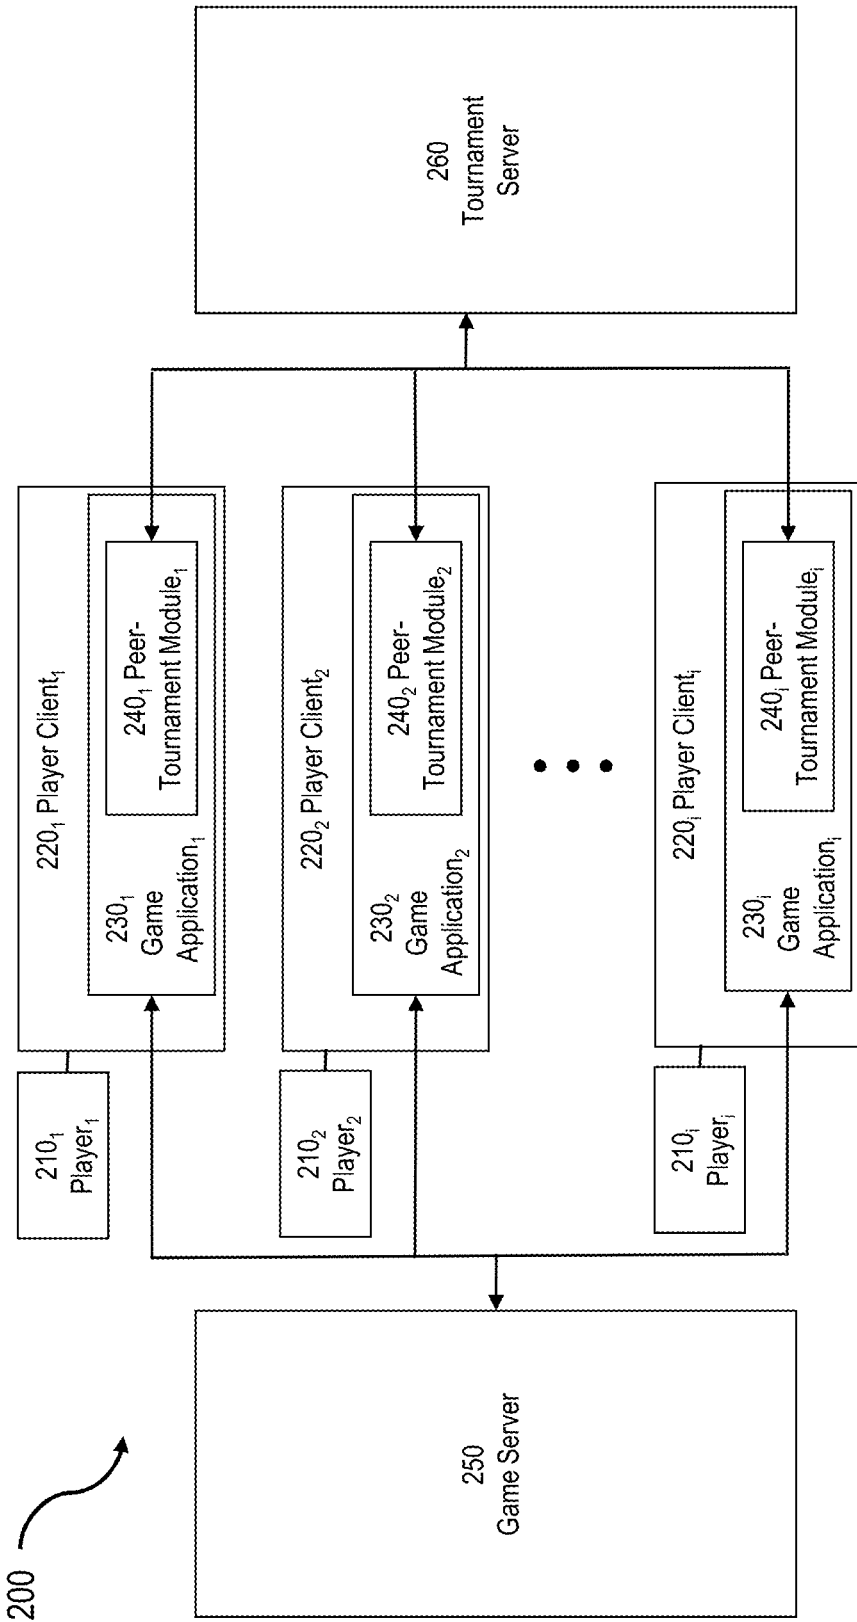 200
250
Game Server
210₁
Player₁
220₁ Player Client₁
230₁
Game
Application₁
240₁ Peer-
Tournament Module₁
210₂
Player₂
220₂ Player Client₂
230₂
Game
Application₂
240₂ Peer-
Tournament Module₂
210ᵢ
Playerᵢ
220ᵢ Player Clientᵢ
230ᵢ
Game
Applicationᵢ
240ᵢ Peer-
Tournament Moduleᵢ
260
Tournament
Server